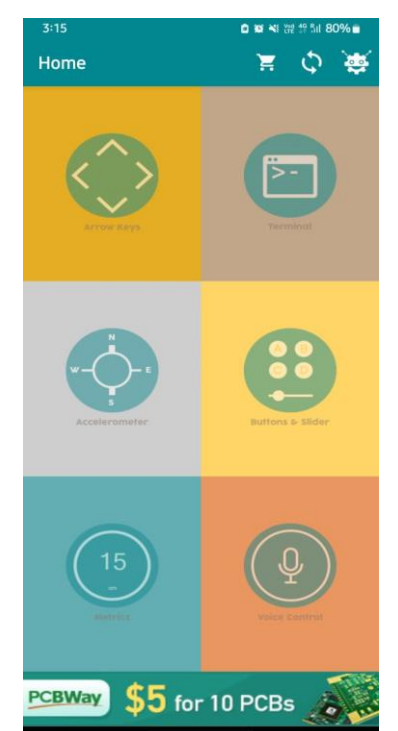 3:15 80%
Home
Arrow Keys
Terminal
>-
N
W E
S
Accelerometer
A B
C D
Buttons & Slider
15
Metrics
Voice Control
PCBWay $5 for 10 PCBs